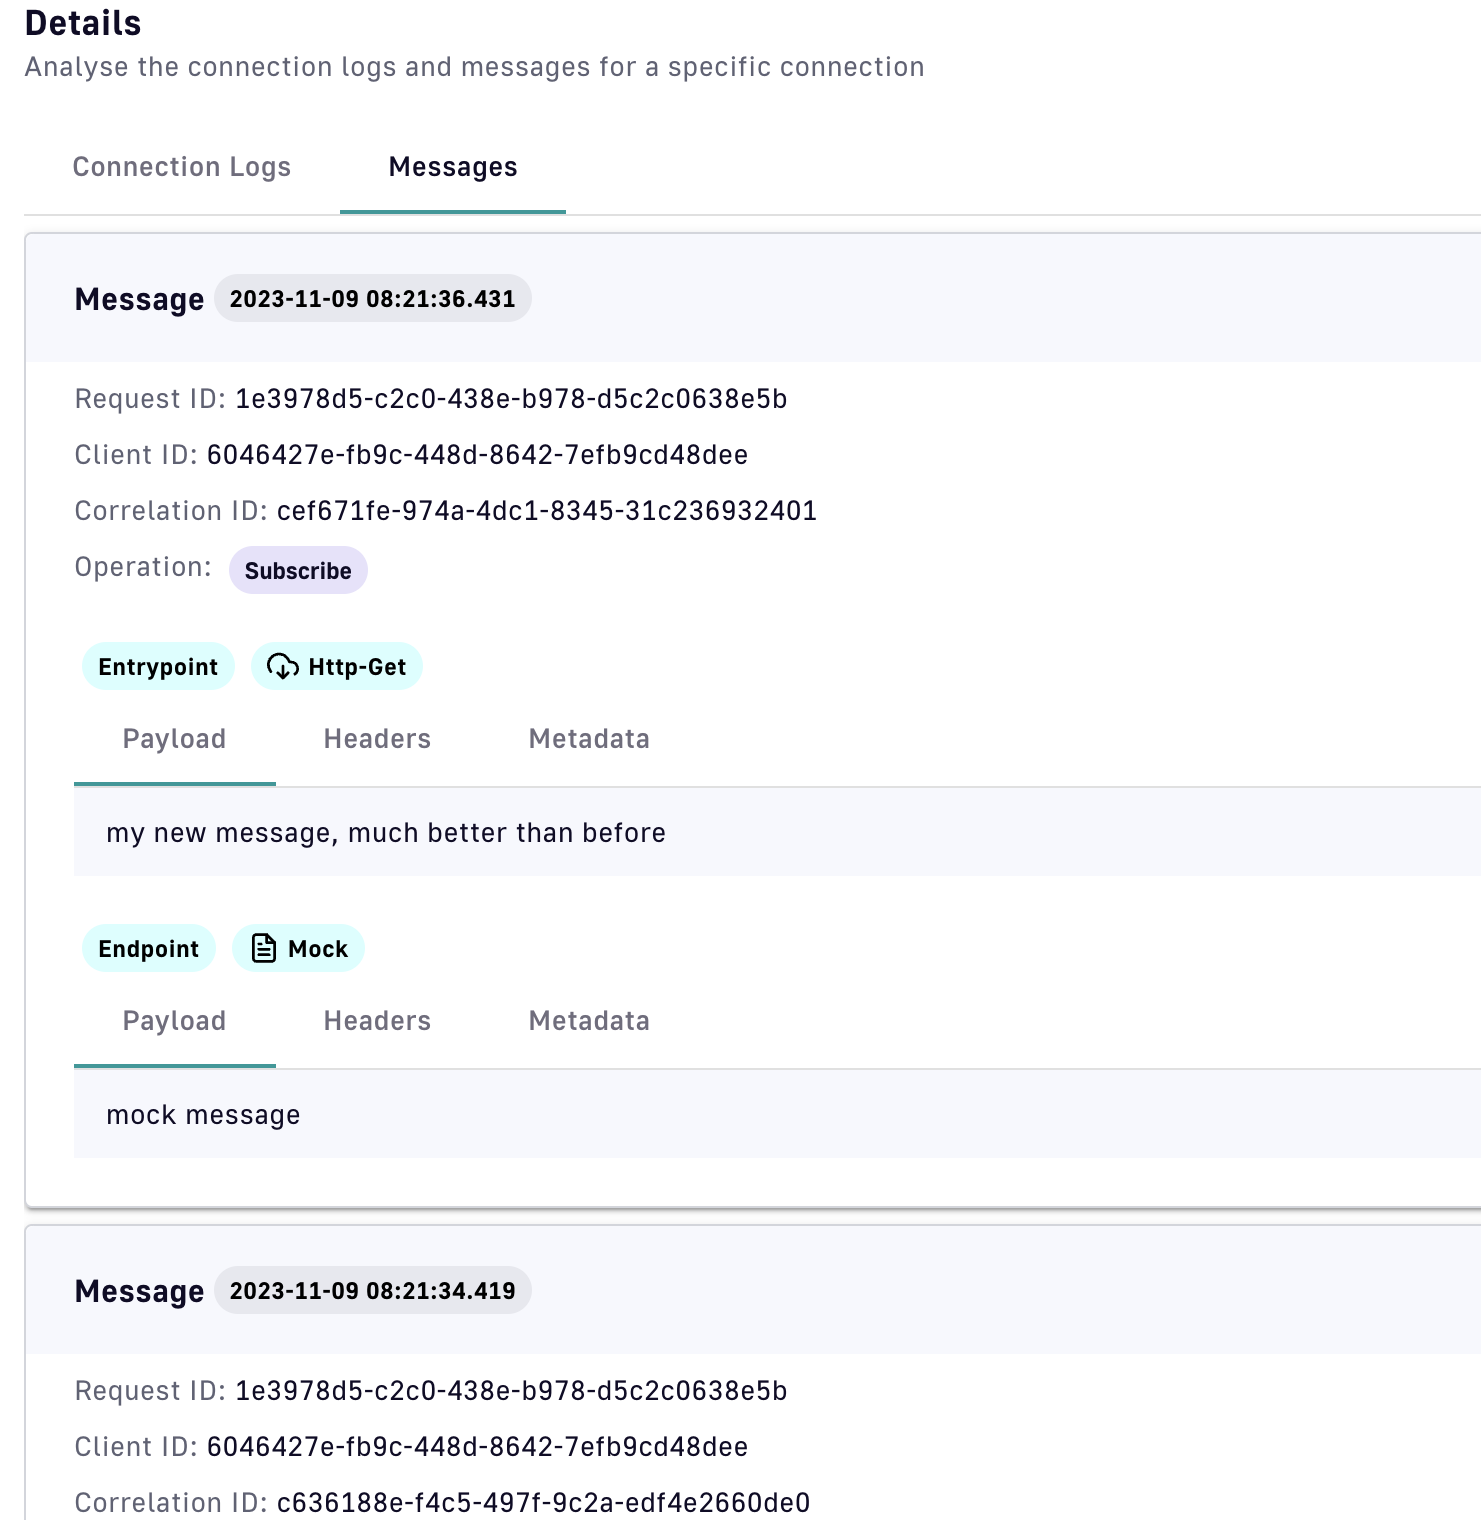 Details
Analyse the connection logs and messages for a specific connection
Connection Logs Messages
Message 2023-11-09 08:21:36.431
Request ID: 1e3978d5-c2c0-438e-b978-d5c2c0638e5b
Client ID: 6046427e-fb9c-448d-8642-7efb9cd48dee
Correlation ID: cef671fe-974a-4dc1-8345-31c236932401
Operation: Subscribe
Entrypoint Http-Get
Payload Headers Metadata
my new message, much better than before
Endpoint Mock
Payload Headers Metadata
mock message
Message 2023-11-09 08:21:34.419
Request ID: 1e3978d5-c2c0-438e-b978-d5c2c0638e5b
Client ID: 6046427e-fb9c-448d-8642-7efb9cd48dee
Correlation ID: c636188e-f4c5-497f-9c2a-edf4e2660de0